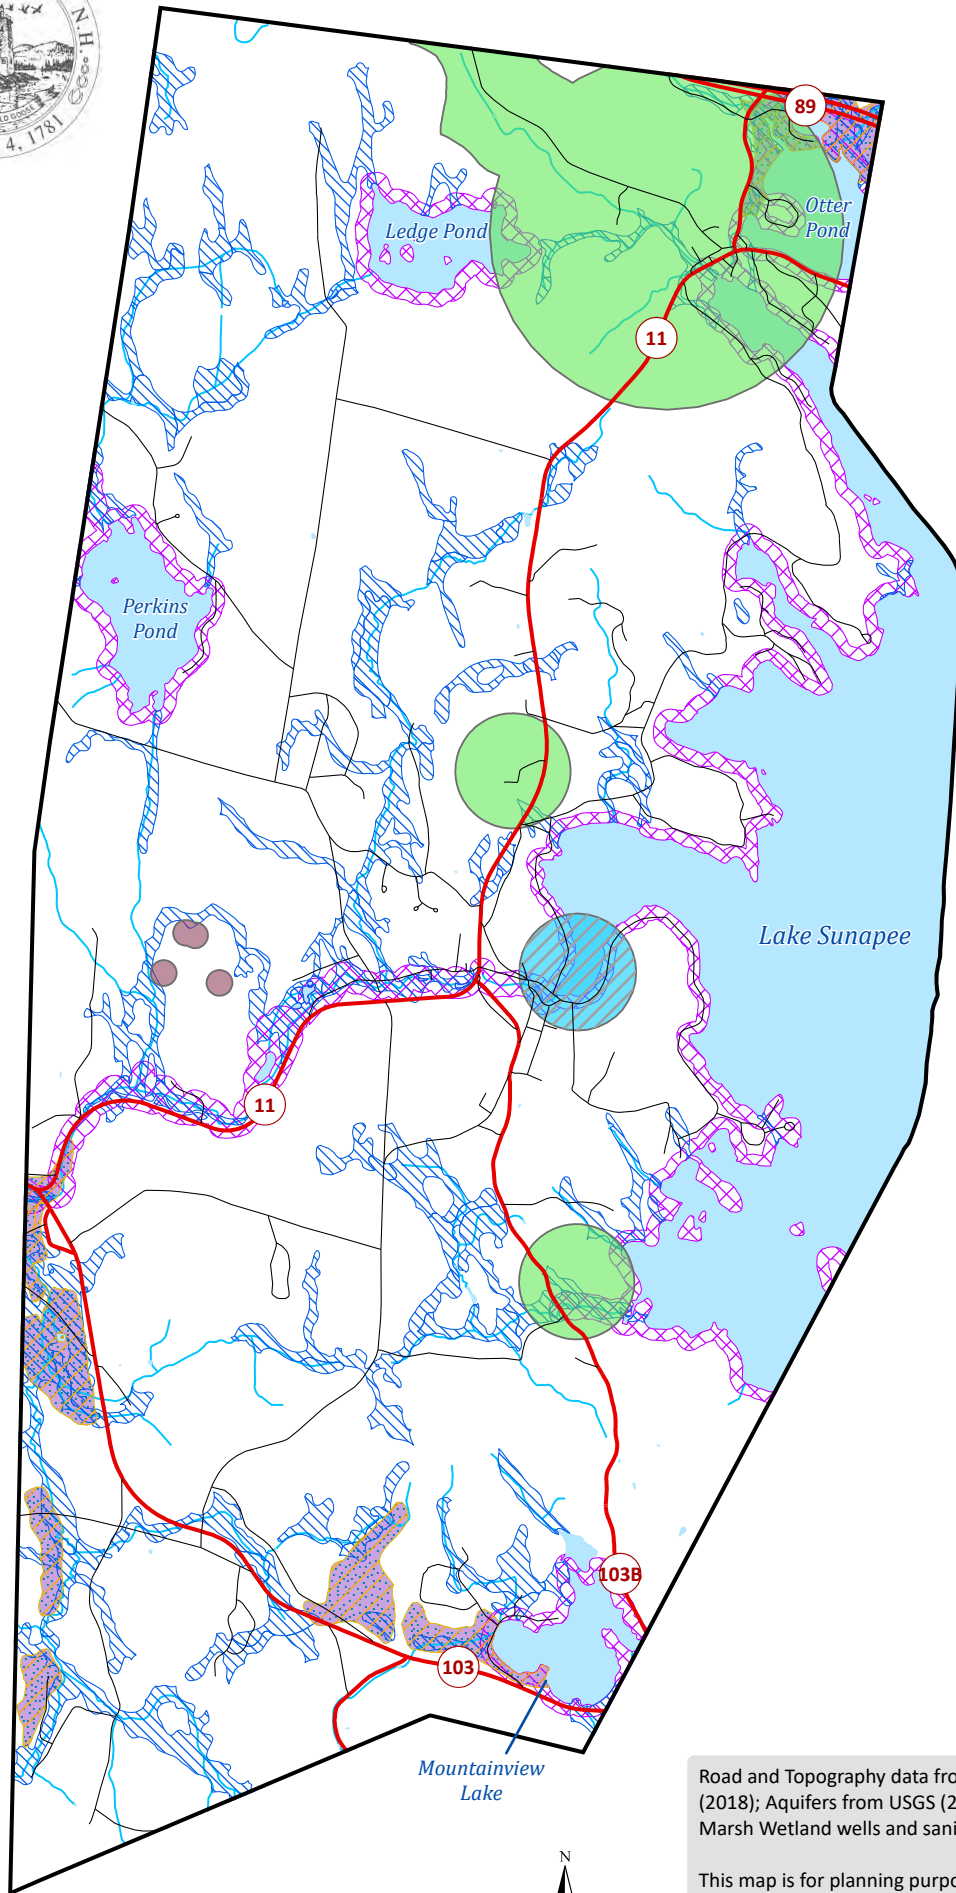 N.H.
4, 1781
89
Otter
Pond
Ledge Pond
11
Perkins
Pond
Lake Sunapee
11
103B
103
Mountainview
Lake
N
Road and Topography data fro
(2018); Aquifers from USGS (2
Marsh Wetland wells and sani
This map is for planning purpo